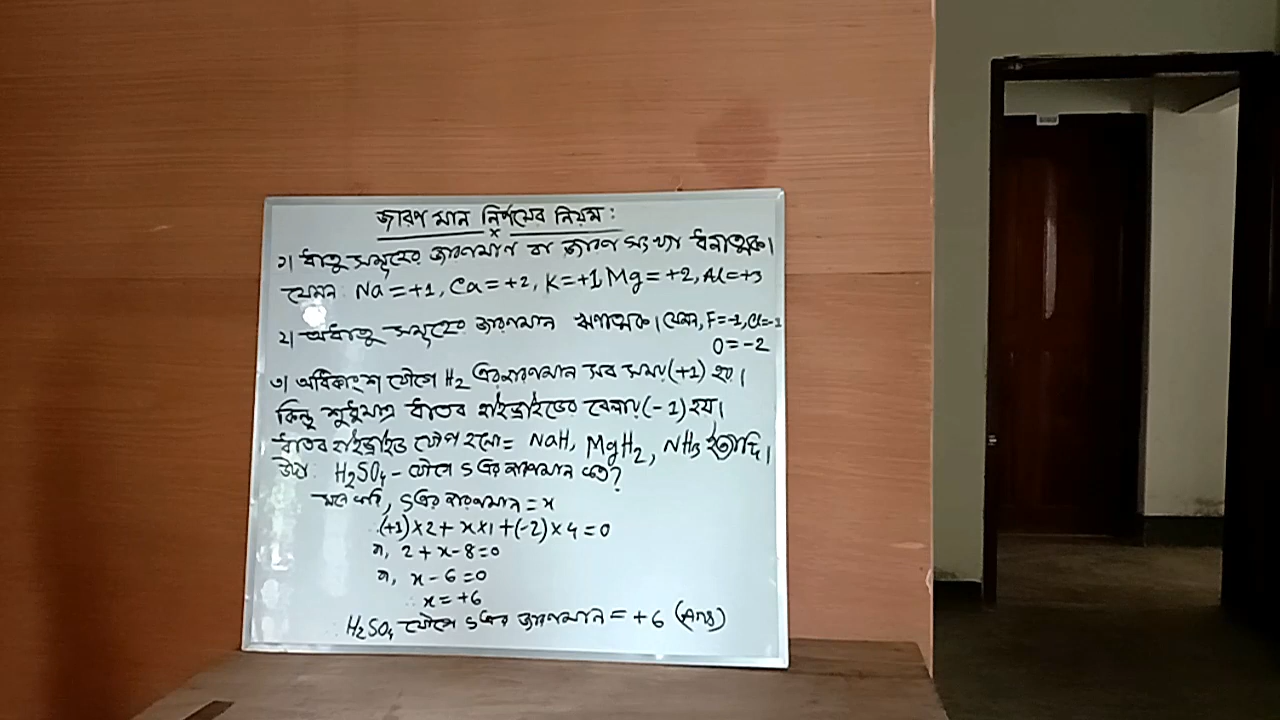 জারণ মান নির্ণয়ের নিয়ম:
×
১। ধাতু সমূহের জারণমান বা জারণ সংখ্যা ধনাত্মক।
যেমন: Na=+1, Ca=+2, K=+1, Mg=+2, Al=+3
২। অধাতু সমূহের জারণমান ঋণাত্মক। যেমন, F=-1, Cl=-1
O=-2
৩। অধিকাংশ যৌগে H2 এর জারণমান সব সময় (+1) হয়।
কিন্তু শুধুমাত্র ধাতব হাইড্রাইডের বেলায় (-1) হয়।
ধাতব হাইড্রাইড যৌগ হলো= NaH, MgH2, NH3 ইত্যাদি।
H2SO4 - যৌগে S এর জারণমান কত?
মনে করি, S এর জারণমান = x
(+1)×2+ x×1 +(-2)×4=0
বা, 2+x-8=0
বা, x-6=0
x=+6
H2SO4 যৌগে S এর জারণমান = +6 (Ans)